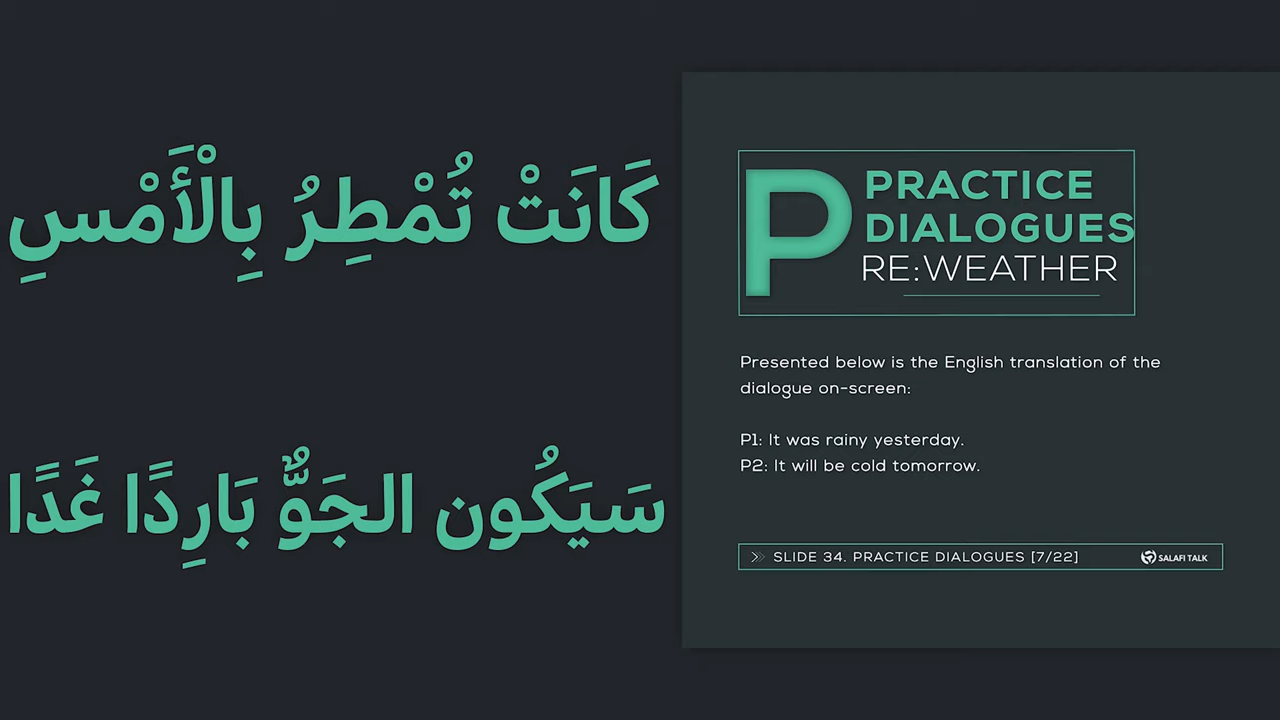 كَانَتْ تُمْطِرُ بِالْأَمْسِ
سَيَكُون الجَوٌّ بَارِدًا غَدًا
P PRACTICE
DIALOGUES
RE:WEATHER
Presented below is the English translation of the
dialogue on-screen:
P1: It was rainy yesterday.
P2: It will be cold tomorrow.
SLIDE 34. PRACTICE DIALOGUES [7/22]
SALAFI TALK